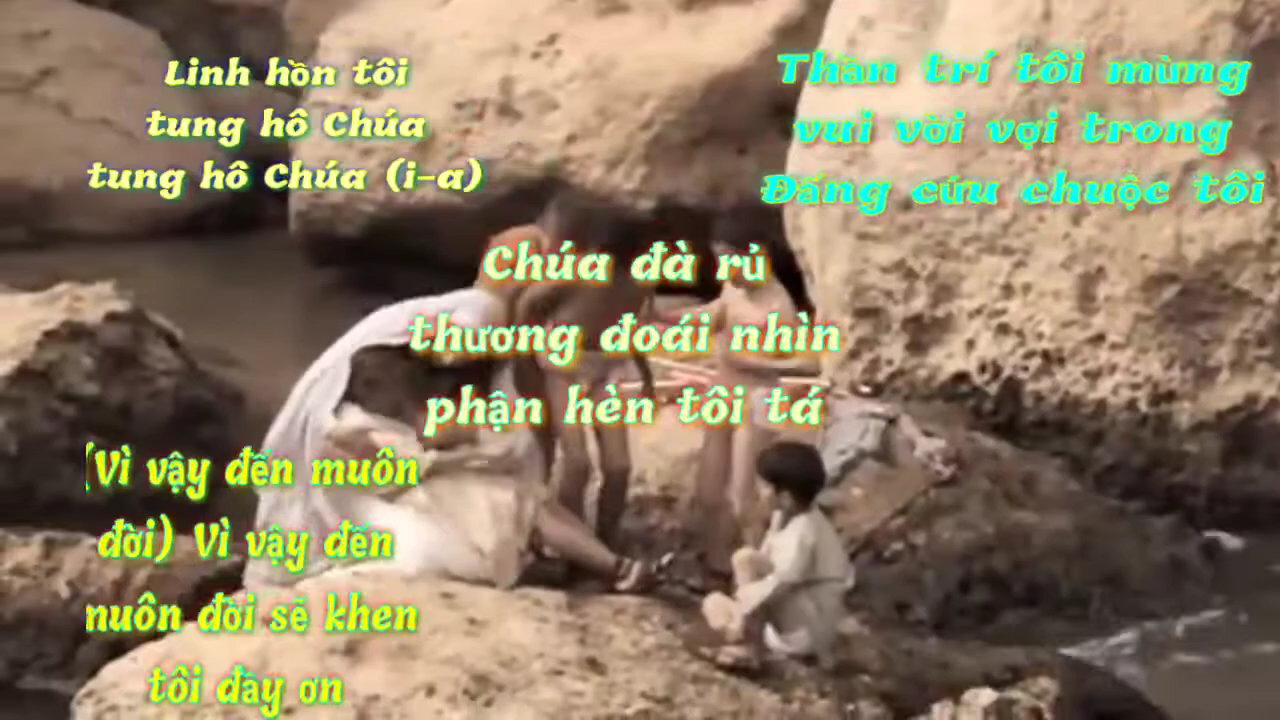 Linh hồn tôi
tung hô Chúa
tung hô Chúa (i-a)
Thần trí tôi mừng
vui vời vợi trong
Đấng cứu chuộc tôi
Chúa đà rủ
thương đoái nhìn
phận hèn tôi tá
(Vì vậy đến muôn
đời) Vì vậy đến
muôn đời sẽ khen
tôi đầy ơn